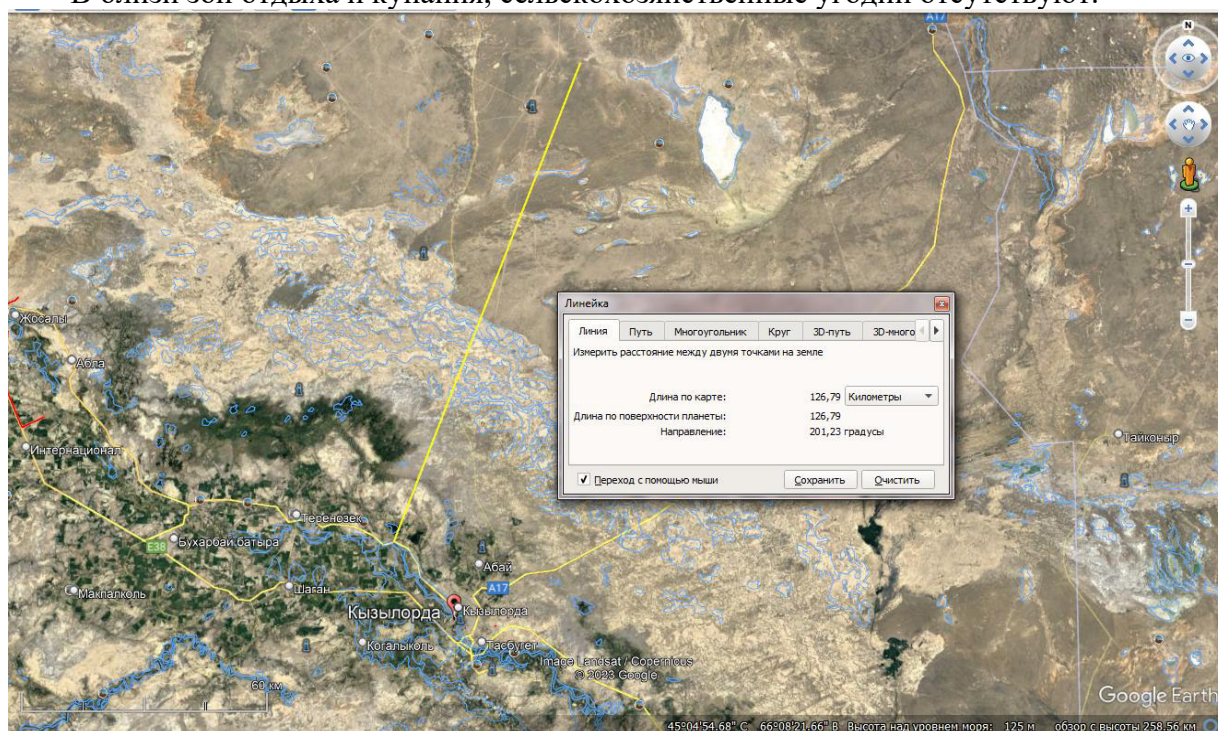 В близи зон отдыха и купания, сельскохозяйственные угодий отсутствуют.
A17
N
Линейка
Линия Путь Многоугольник Круг 3D-путь 3D-много
Измерить расстояние между двумя точками на земле
Длина по карте: 126,79 Километры
Длина по поверхности планеты: 126,79
Направление: 201,23 градусы
Переход с помощью мыши Сохранить Очистить
Жосалы
Абла
Интернационал
Тайконыр
Теренозек
E38
Бухарбай батыра
Абай
Шаган
A17
Макпалколь
Кызылорда
Кызылорда
Когалыколь
Тасбугет
Image Landsat / Copernicus
© 2023 Google
60 км
Google Earth
45°04'54.68" С 66°08'21.66" В Высота над уровнем моря: 125 m обзор с высоты 258.56 км